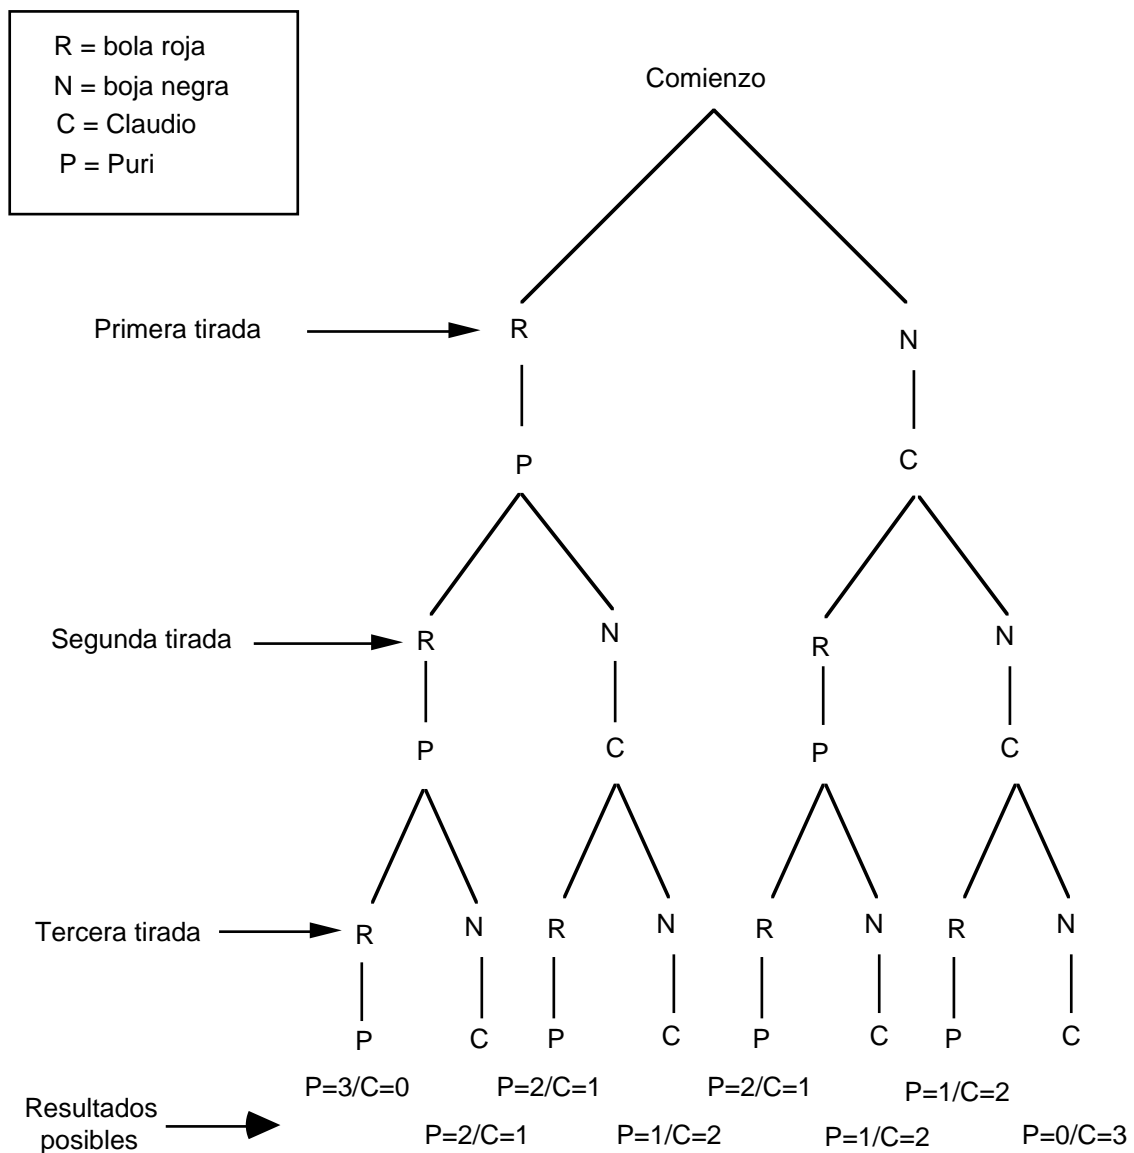 R = bola roja
N = boja negra
C = Claudio
P = Puri
Comienzo
Primera tirada
R
N
P
C
Segunda tirada
R
N
R
N
P
C
P
C
Tercera tirada
R
N
R
N
R
N
R
N
P
C
P
C
P
C
P
C
P=3/C=0
P=2/C=1
P=2/C=1
P=1/C=2
Resultados
posibles
P=2/C=1
P=1/C=2
P=1/C=2
P=0/C=3